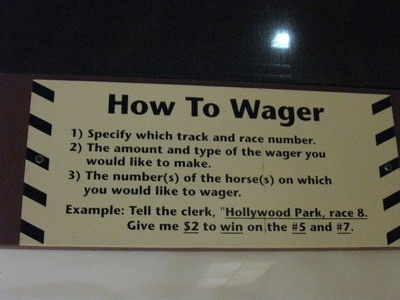 How To Wager
1) Specify which track and race number.
2) The amount and type of the wager you
would like to make.
3) The number(s) of the horse(s) on which
you would like to wager.
Example: Tell the clerk, "Hollywood Park, race 8.
Give me $2 to win on the #5 and #7.